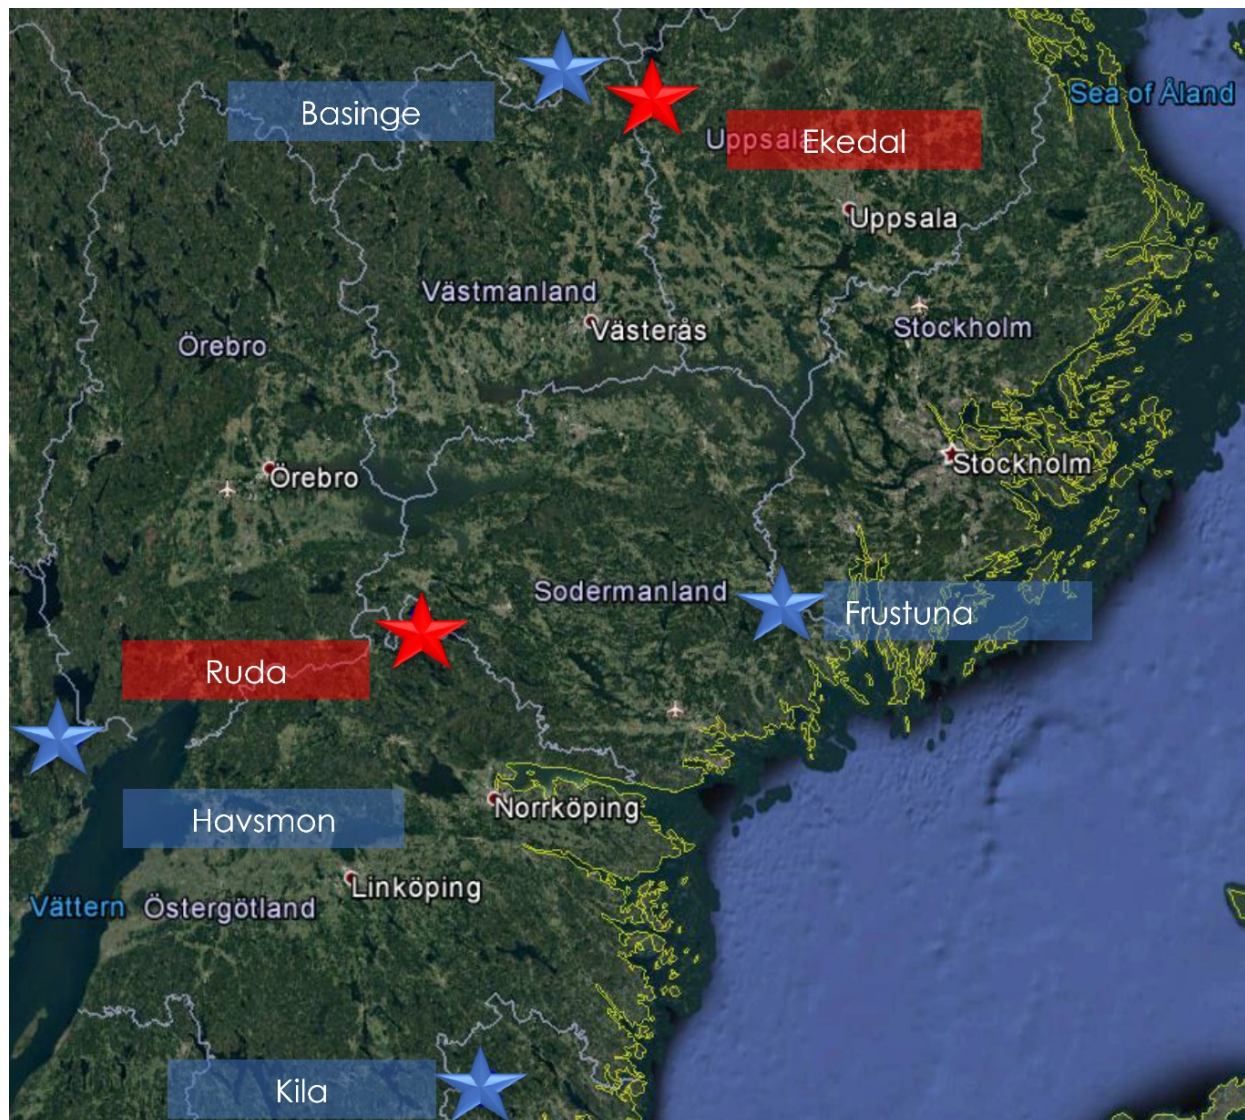 Sea of Åland
Basinge
Uppsala
Ekedal
Uppsala
Västmanland
Västerås
Stockholm
Örebro
Stockholm
Örebro
Sodermanland
Frustuna
Ruda
Norrköping
Havsmon
Linköping
Vättern
Östergötland
Kila